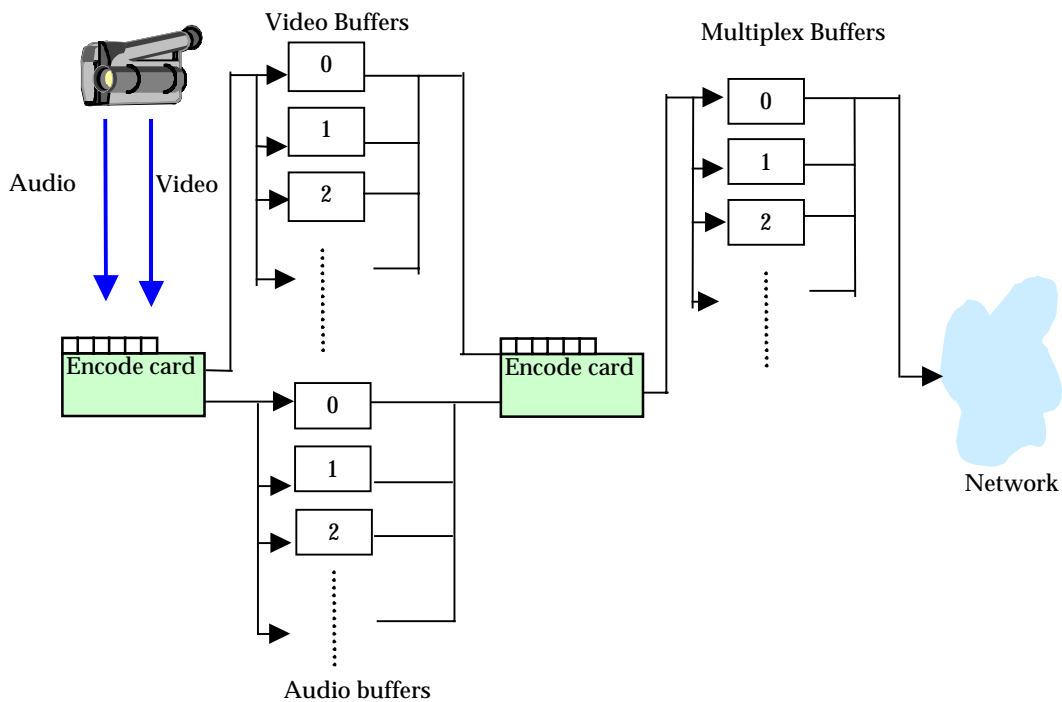 Video Buffers
0
1
2
Multiplex Buffers
0
1
2
Audio
Video
Encode card
0
1
2
Audio buffers
Encode card
Network